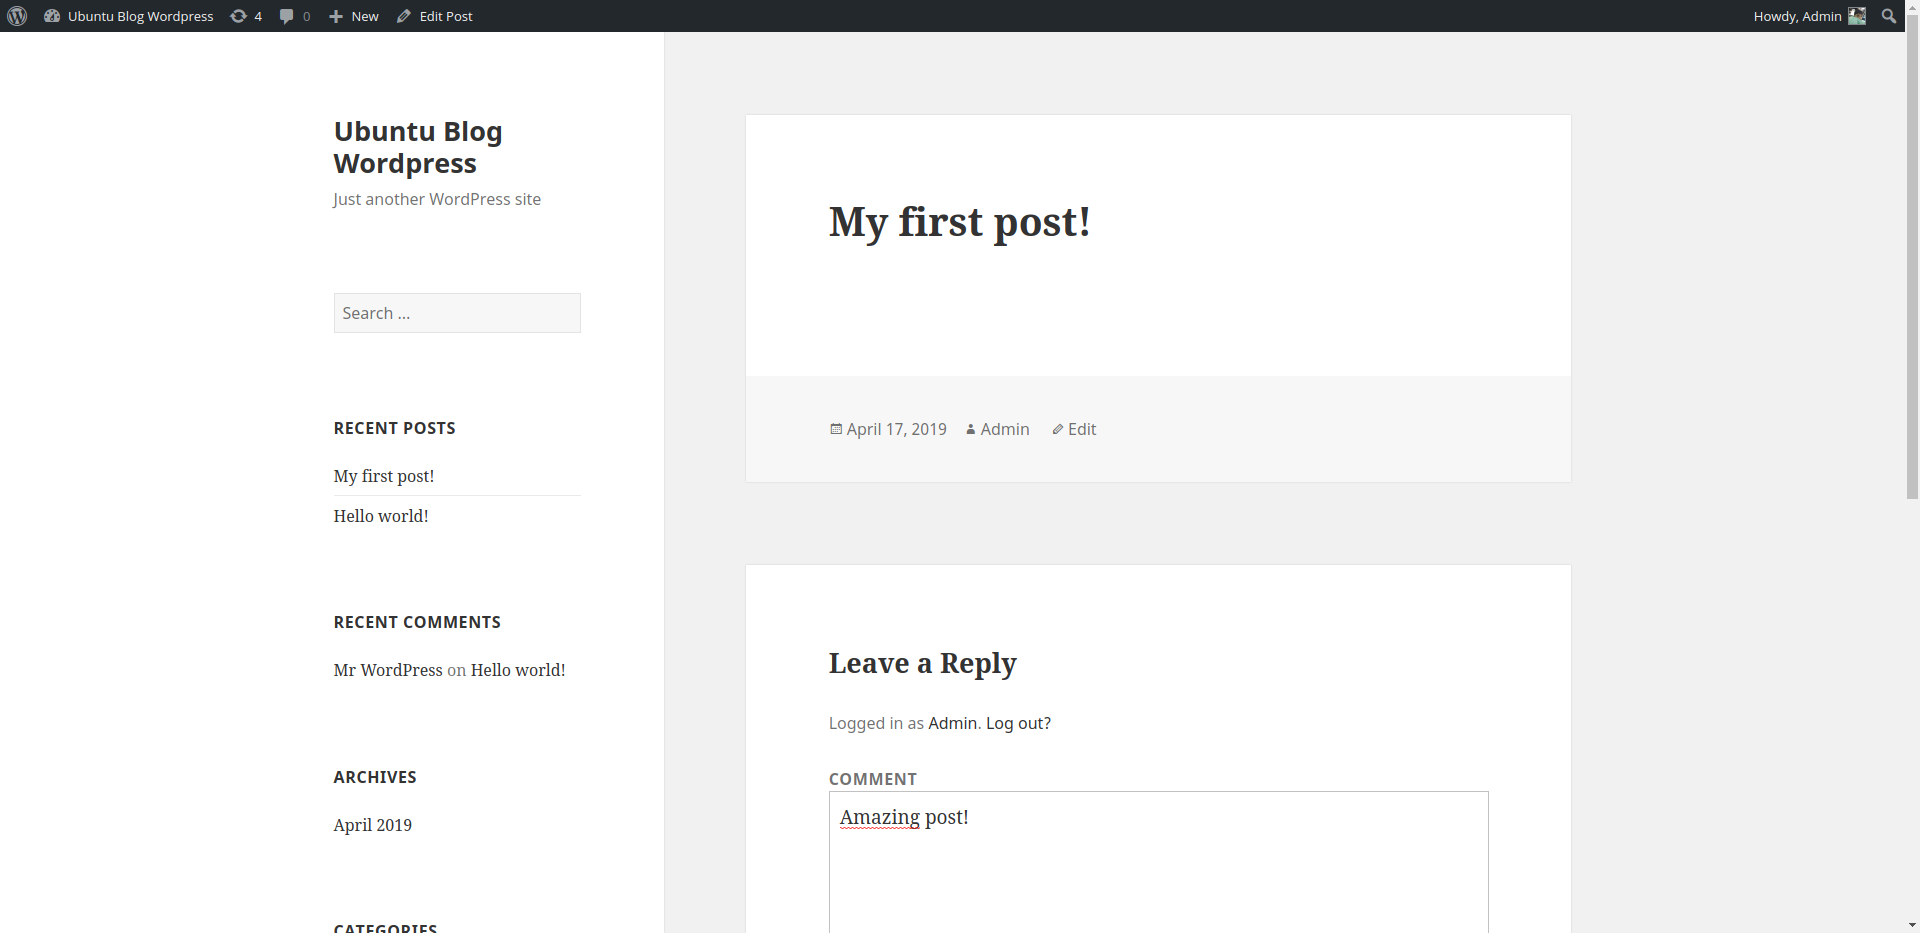 Ubuntu Blog Wordpress 4 0 New Edit Post Howdy, Admin
Ubuntu Blog
Wordpress
Just another WordPress site
Search ...
RECENT POSTS
My first post!
Hello world!
RECENT COMMENTS
Mr WordPress on Hello world!
ARCHIVES
April 2019
CATEGORIES
My first post!
April 17, 2019 Admin Edit
Leave a Reply
Logged in as Admin. Log out?
COMMENT
Amazing post!